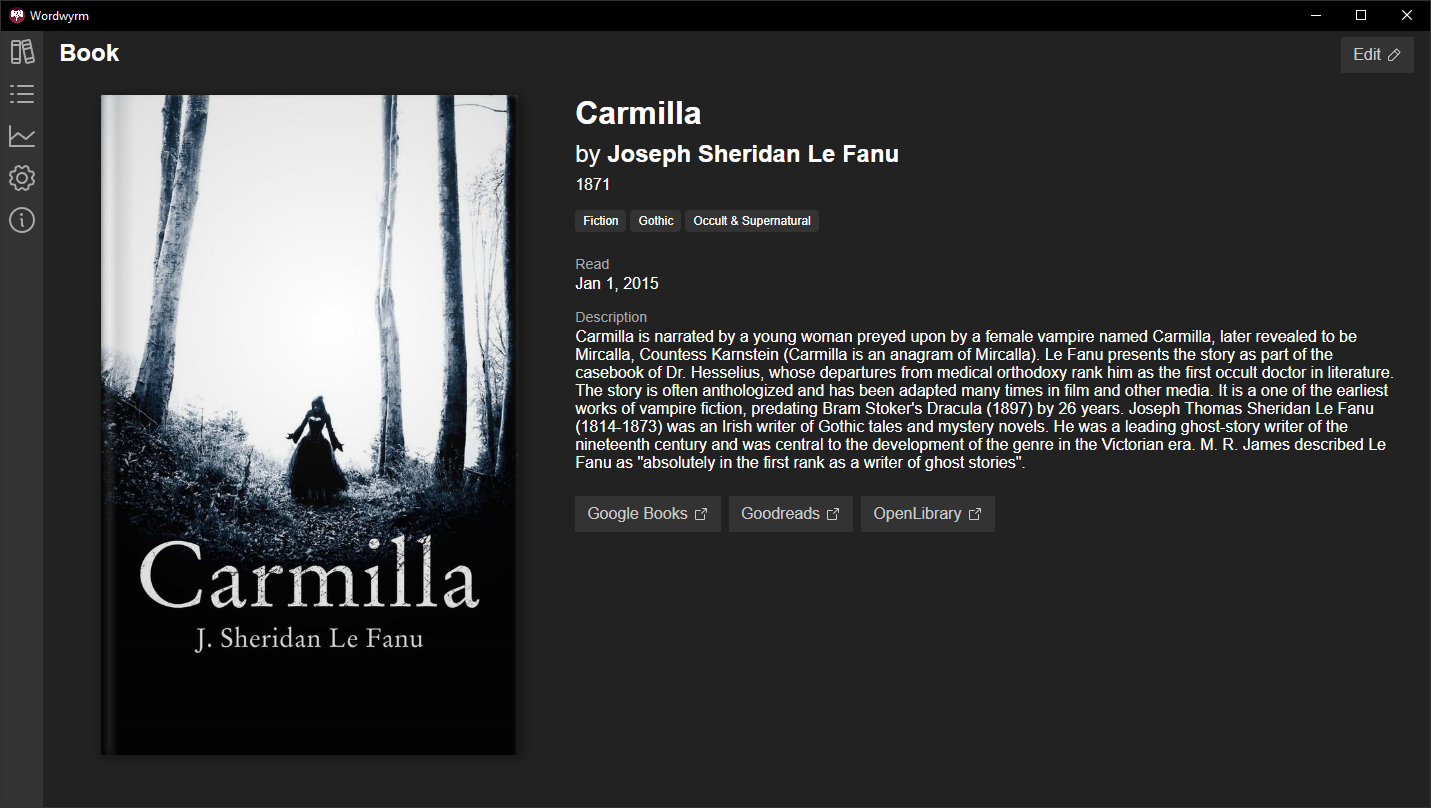 Wordwyrm
Book
Edit
Carmilla
J. Sheridan Le Fanu
Carmilla
by Joseph Sheridan Le Fanu
1871
Fiction Gothic Occult & Supernatural
Read
Jan 1, 2015
Description
Carmilla is narrated by a young woman preyed upon by a female vampire named Carmilla, later revealed to be
Mircalla, Countess Karnstein (Carmilla is an anagram of Mircalla). Le Fanu presents the story as part of the
casebook of Dr. Hesselius, whose departures from medical orthodoxy rank him as the first occult doctor in literature.
The story is often anthologized and has been adapted many times in film and other media. It is a one of the earliest
works of vampire fiction, predating Bram Stoker's Dracula (1897) by 26 years. Joseph Thomas Sheridan Le Fanu
(1814-1873) was an Irish writer of Gothic tales and mystery novels. He was a leading ghost-story writer of the
nineteenth century and was central to the development of the genre in the Victorian era. M. R. James described Le
Fanu as "absolutely in the first rank as a writer of ghost stories".
Google Books Goodreads OpenLibrary